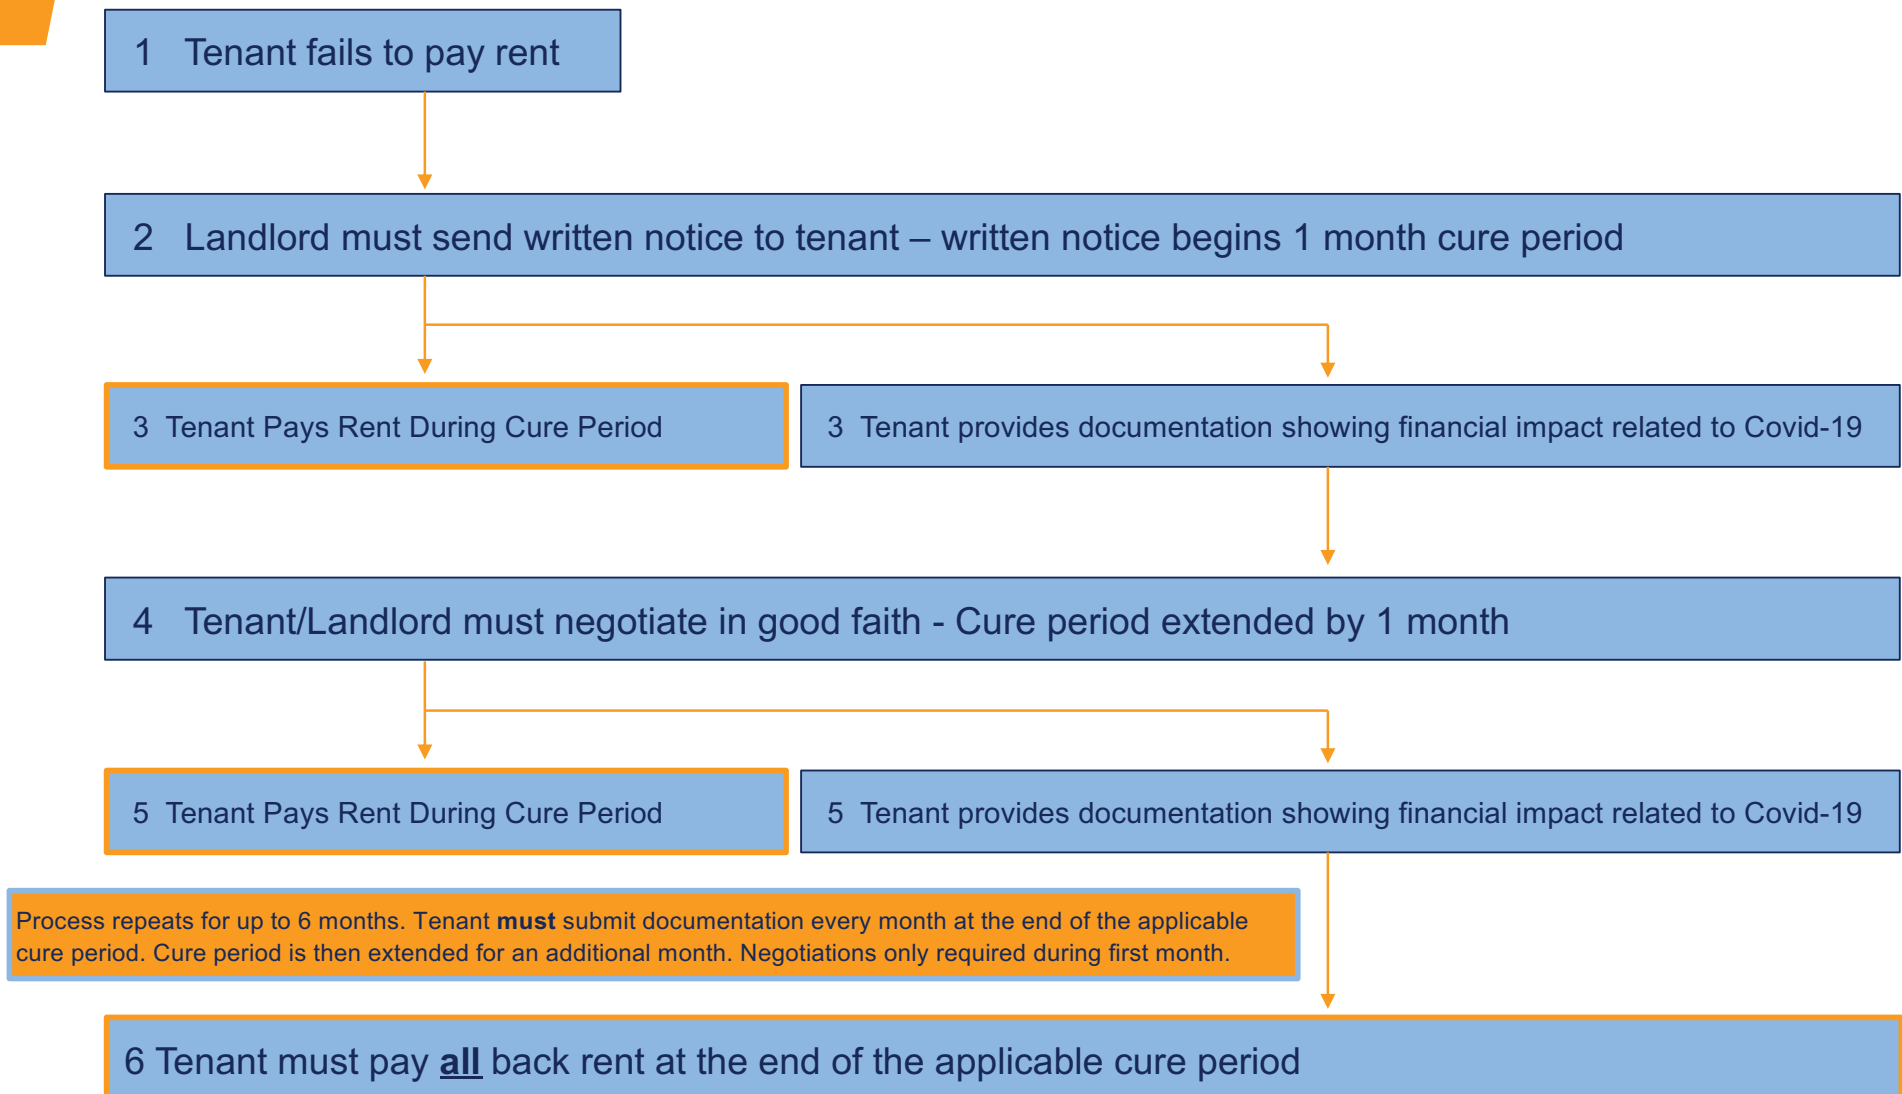 1 Tenant fails to pay rent
2 Landlord must send written notice to tenant – written notice begins 1 month cure period
3 Tenant Pays Rent During Cure Period
3 Tenant provides documentation showing financial impact related to Covid-19
4 Tenant/Landlord must negotiate in good faith - Cure period extended by 1 month
5 Tenant Pays Rent During Cure Period
5 Tenant provides documentation showing financial impact related to Covid-19
Process repeats for up to 6 months. Tenant must submit documentation every month at the end of the applicable
cure period. Cure period is then extended for an additional month. Negotiations only required during first month.
6 Tenant must pay all back rent at the end of the applicable cure period